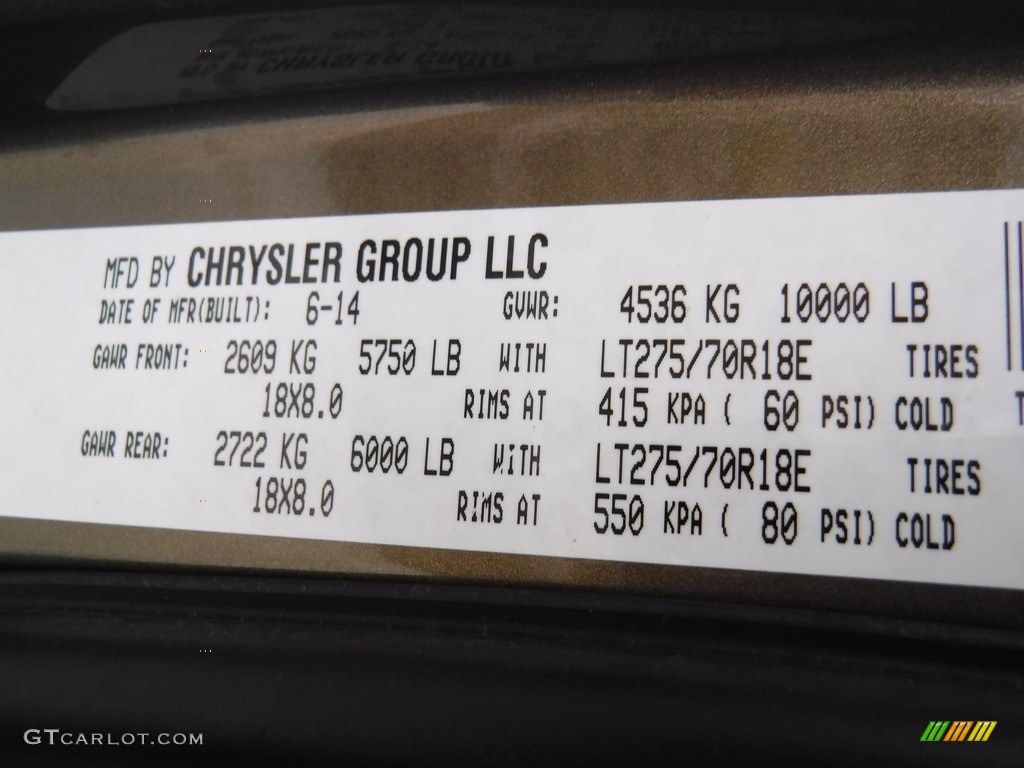 MFD BY CHRYSLER GROUP LLC
DATE OF MFR(BUILT): 6-14 GVWR: 4536 KG 10000 LB
GAWR FRONT: 2609 KG 5750 LB WITH LT275/70R18E TIRES
18X8.0 RIMS AT 415 KPA ( 60 PSI) COLD
GAWR REAR: 2722 KG 6000 LB WITH LT275/70R18E TIRES
18X8.0 RIMS AT 550 KPA ( 80 PSI) COLD
GTCARLOT.COM